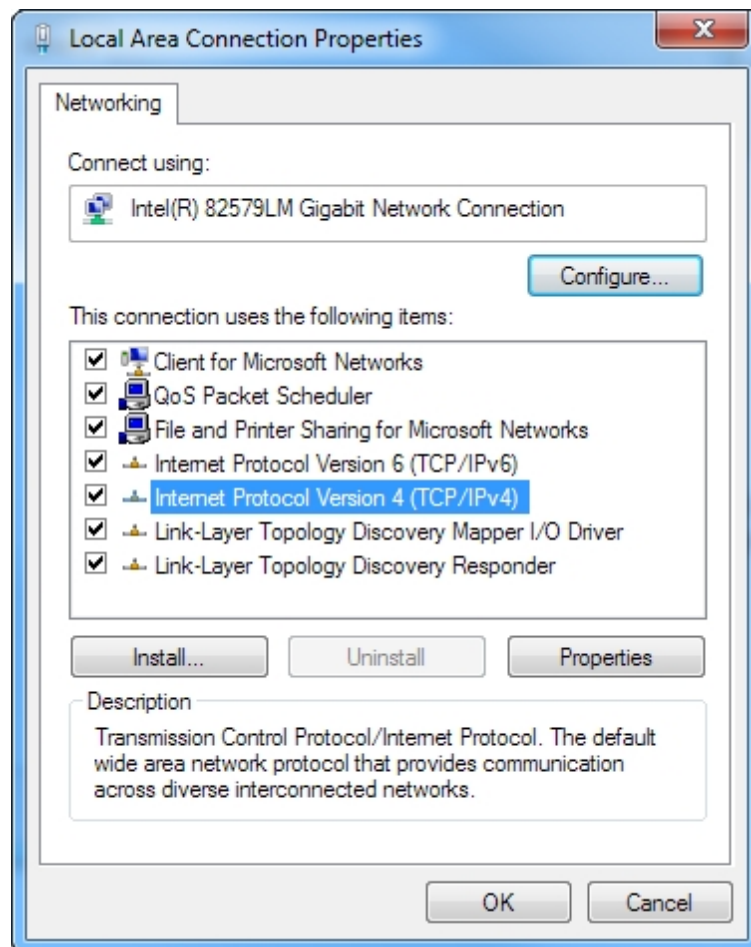 Local Area Connection Properties
Networking
Connect using:
Intel(R) 82579LM Gigabit Network Connection
Configure...
This connection uses the following items:
Client for Microsoft Networks
QoS Packet Scheduler
File and Printer Sharing for Microsoft Networks
Internet Protocol Version 6 (TCP/IPv6)
Internet Protocol Version 4 (TCP/IPv4)
Link-Layer Topology Discovery Mapper I/O Driver
Link-Layer Topology Discovery Responder
Install... Uninstall Properties
Description
Transmission Control Protocol/Internet Protocol. The default
wide area network protocol that provides communication
across diverse interconnected networks.
OK Cancel